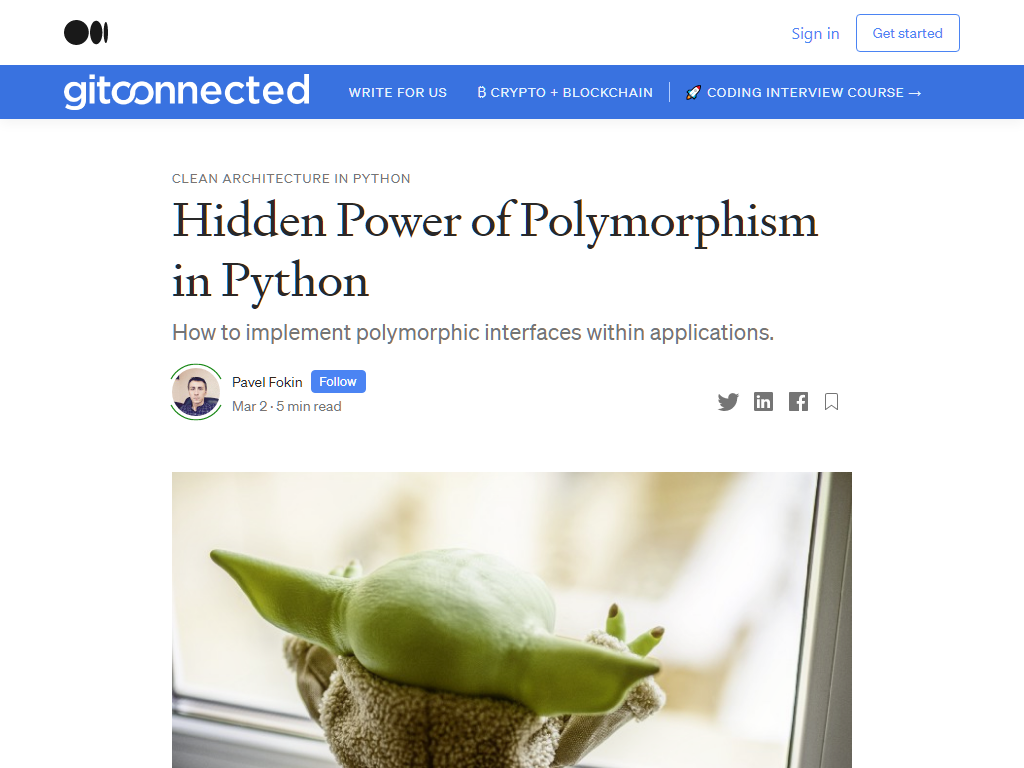 Sign in
Get started
gitconnected
WRITE FOR US
₿ CRYPTO + BLOCKCHAIN
🚀 CODING INTERVIEW COURSE →
CLEAN ARCHITECTURE IN PYTHON
Hidden Power of Polymorphism
in Python
How to implement polymorphic interfaces within applications.
Pavel Fokin
Follow
Mar 2 · 5 min read